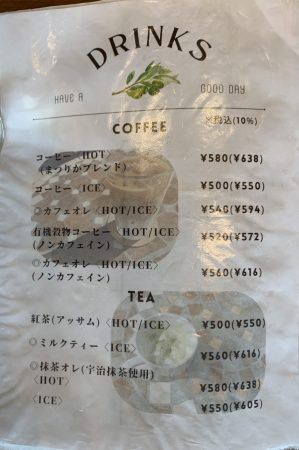 DRINKS
HAVE A GOOD DAY
COFFEE ※税込(10%)
コーヒー〈HOT〉 ¥580(¥638)
(まつりかブレンド)
コーヒー〈ICE〉 ¥500(¥550)
◎カフェオレ〈HOT/ICE〉 ¥540(¥594)
有機穀物コーヒー〈HOT/ICE〉 ¥520(¥572)
(ノンカフェイン)
◎カフェオレ〈HOT/ICE〉 ¥560(¥616)
(ノンカフェイン)
TEA
紅茶(アッサム)〈HOT/ICE〉 ¥500(¥550)
◎ミルクティー〈ICE〉 ¥560(¥616)
◎抹茶オレ(宇治抹茶使用)
〈HOT〉 ¥580(¥638)
〈ICE〉 ¥550(¥605)